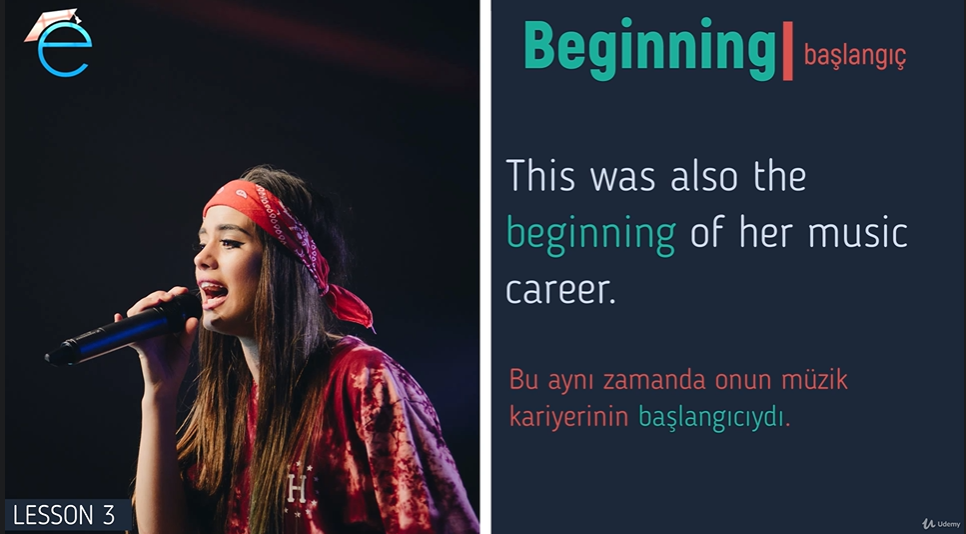 e
LESSON 3
H
Beginning| başlangıç
This was also the
beginning of her music
career.
Bu aynı zamanda onun müzik
kariyerinin başlangıcıydı.
Udemy